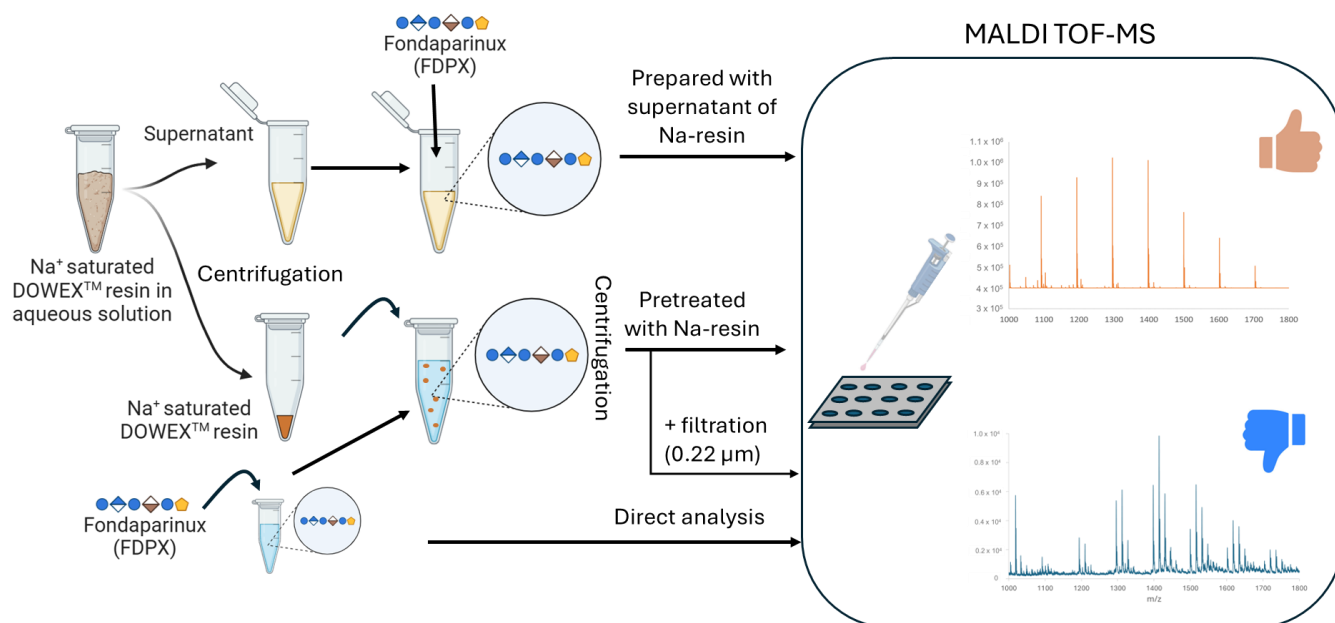 MALDI TOF-MS
Fondaparinux
(FDPX)
Supernatant
Prepared with
supernatant of
Na-resin
Na⁺ saturated
DOWEX™ resin in
aqueous solution
Centrifugation
Centrifugation
Pretreated
with Na-resin
+ filtration
(0.22 µm)
Na⁺ saturated
DOWEX™ resin
Fondaparinux
(FDPX)
Direct analysis
1.1 x 10⁶
1.0 x 10⁶
9 x 10⁵
8 x 10⁵
7 x 10⁵
6 x 10⁵
5 x 10⁵
4 x 10⁵
3 x 10⁵
1000 1100 1200 1300 1400 1500 1600 1700 1800
0.8 x 10⁴
0.6 x 10⁴
0.4 x 10⁴
0.2 x 10⁴
0
1000 1100 1200 1300 1400 1500 1600 1700 1800
m/z